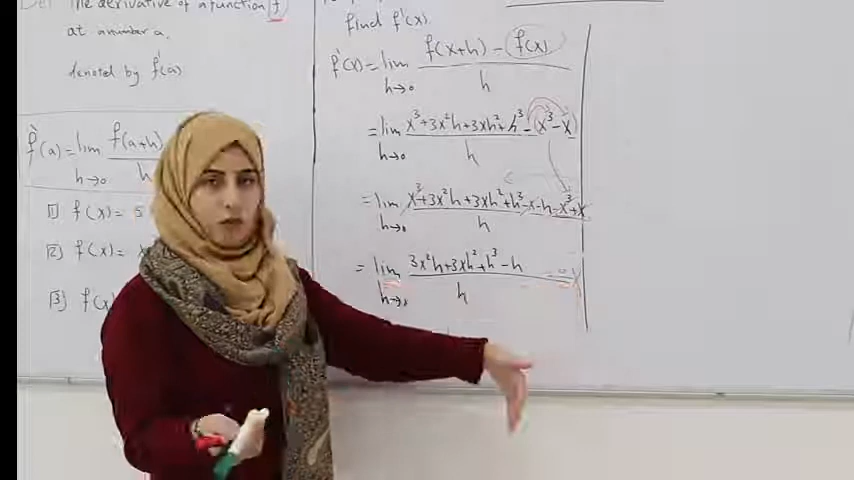 The derivative of a function f
at a number a.
denoted by f'(a)
f'(a) = lim f(a+h)
h→0 h
[1] f(x) = 5
[2] f(x) =
[3] f(x)
find f'(x).
f'(x) = lim f(x+h) - f(x)
h→0 h
= lim x³+3x²h+3xh²+h³ - (x³-x)
h→0 h
= lim x³+3x²h+3xh²+h³-x-h-x³+x
h→0 h
= lim 3x²h+3xh²+h³-h
h→0 h